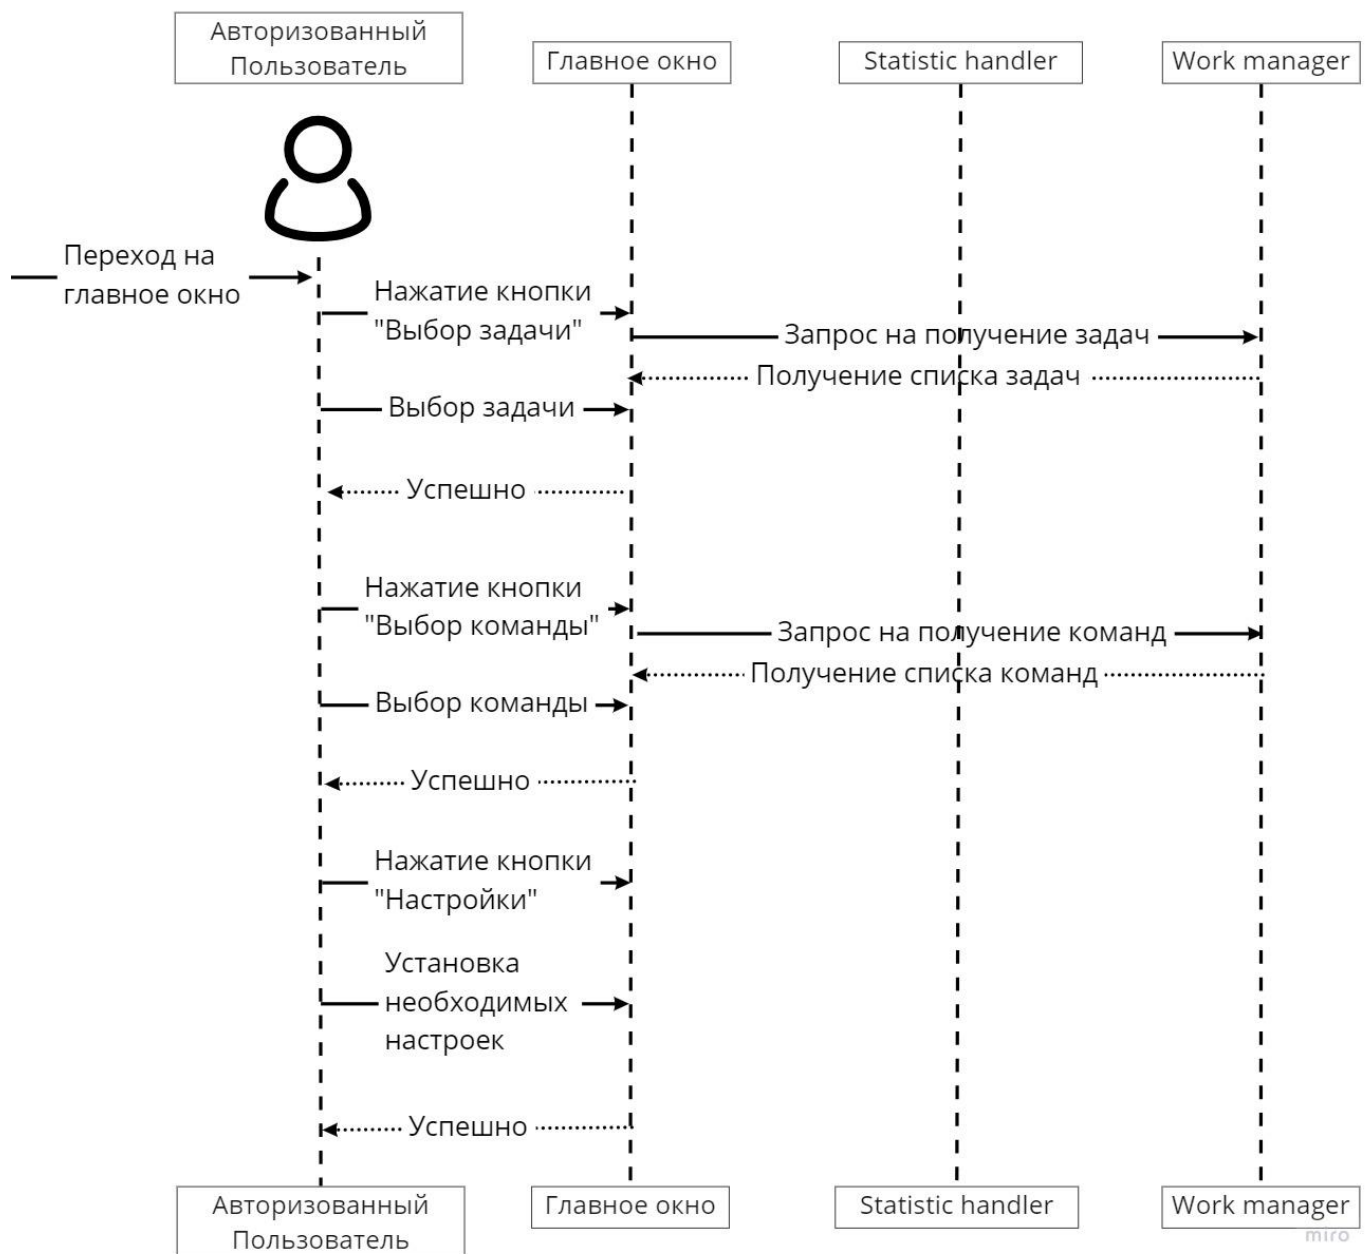 Авторизованный
Пользователь
Главное окно
Statistic handler
Work manager
Переход на
главное окно
Нажатие кнопки
"Выбор задачи"
Запрос на получение задач
Получение списка задач
Выбор задачи
Успешно
Нажатие кнопки
"Выбор команды"
Запрос на получение команд
Получение списка команд
Выбор команды
Успешно
Нажатие кнопки
"Настройки"
Установка
необходимых
настроек
Успешно
Авторизованный
Пользователь
Главное окно
Statistic handler
Work manager
miro